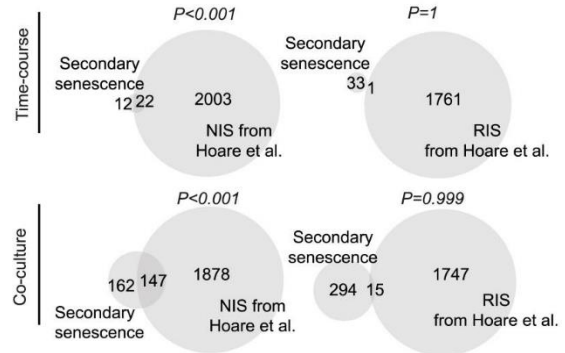 P<0.001
P=1
Time-course
Secondary
senescence
12 22
2003
NIS from
Hoare et al.
Secondary
senescence
33 1
1761
RIS
from Hoare et al.
P<0.001
P=0.999
Co-culture
162 147
1878
Secondary
senescence
NIS from
Hoare et al.
Secondary
senescence
294 15
1747
RIS
from Hoare et al.